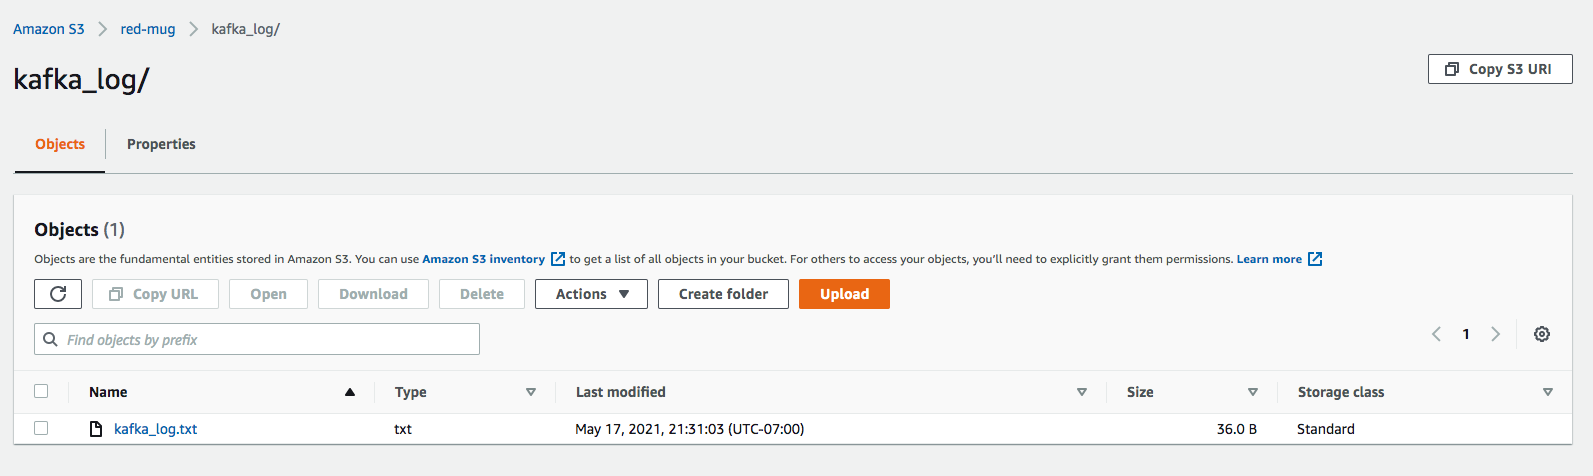 Amazon S3 > red-mug > kafka_log/
kafka_log/
Copy S3 URI
Objects Properties
Objects (1)
Objects are the fundamental entities stored in Amazon S3. You can use Amazon S3 inventory to get a list of all objects in your bucket. For others to access your objects, you'll need to explicitly grant them permissions. Learn more
Copy URL Open Download Delete Actions Create folder Upload
Find objects by prefix
1
Name Type Last modified Size Storage class
kafka_log.txt txt May 17, 2021, 21:31:03 (UTC-07:00) 36.0 B Standard